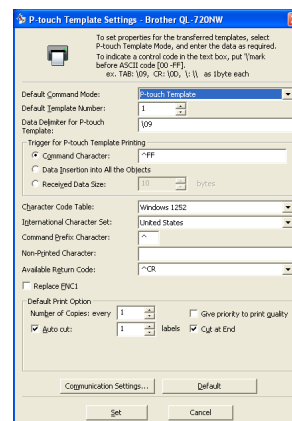 P-touch Template Settings - Brother QL-720NW
To set properties for the transferred templates, select
P-touch Template Mode, and enter the data as required.
To indicate a control code in the text box, put '\'mark
before ASCII code [00 -FF].
ex. TAB: \09, CR: \0D, \: \\ as 1byte each
Default Command Mode: P-touch Template
Default Template Number: 1
Data Delimiter for P-touch
Template: \09
Trigger for P-touch Template Printing
Command Character: ^FF
Data Insertion into All the Objects
Received Data Size: 10 bytes
Character Code Table: Windows 1252
International Character Set: United States
Command Prefix Character: ^
Non-Printed Character:
Available Return Code: ^CR
Replace FNC1
Default Print Option
Number of Copies: every 1 Give priority to print quality
Auto cut: 1 labels Cut at End
Communication Settings... Default
Set Cancel